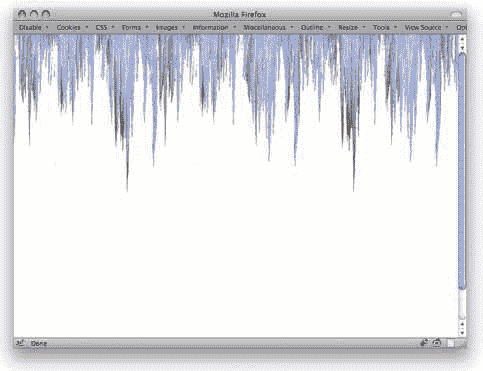 Mozilla Firefox
Disable Cookies CSS Forms Images Information Miscellaneous Outline Resize Tools View Source
Done